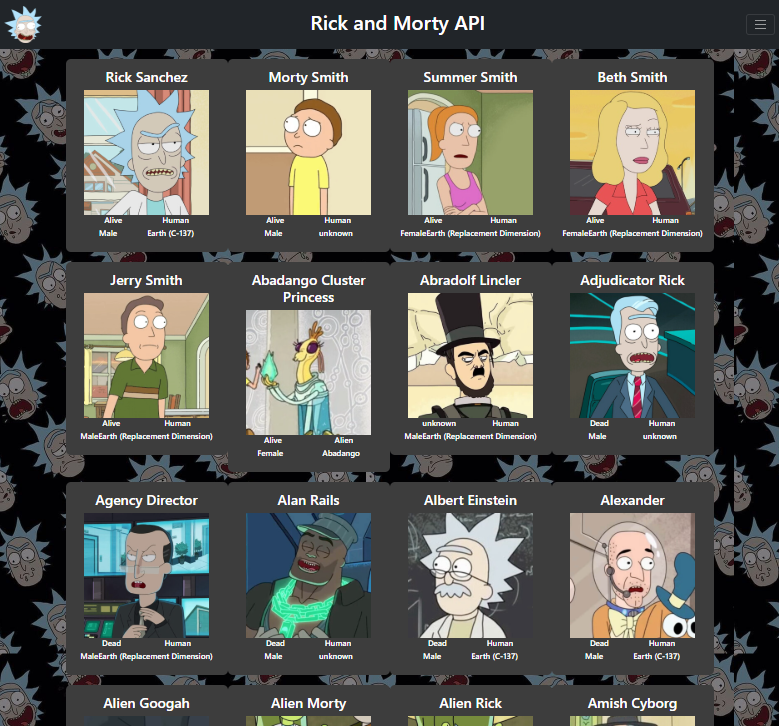 Rick and Morty API
Rick Sanchez
Alive Human
Male Earth (C-137)
Morty Smith
Alive Human
Male unknown
Summer Smith
Alive Human
FemaleEarth (Replacement Dimension)
Beth Smith
Alive Human
FemaleEarth (Replacement Dimension)
Jerry Smith
Alive Human
MaleEarth (Replacement Dimension)
Abadango Cluster
Princess
Alive Alien
Female Abadango
Abradolf Lincler
unknown Human
MaleEarth (Replacement Dimension)
Adjudicator Rick
Dead Human
Male unknown
Agency Director
Dead Human
MaleEarth (Replacement Dimension)
Alan Rails
Dead Human
Male unknown
Albert Einstein
Dead Human
Male Earth (C-137)
Alexander
Dead Human
Male Earth (C-137)
Alien Googah
Alien Morty
Alien Rick
Amish Cyborg